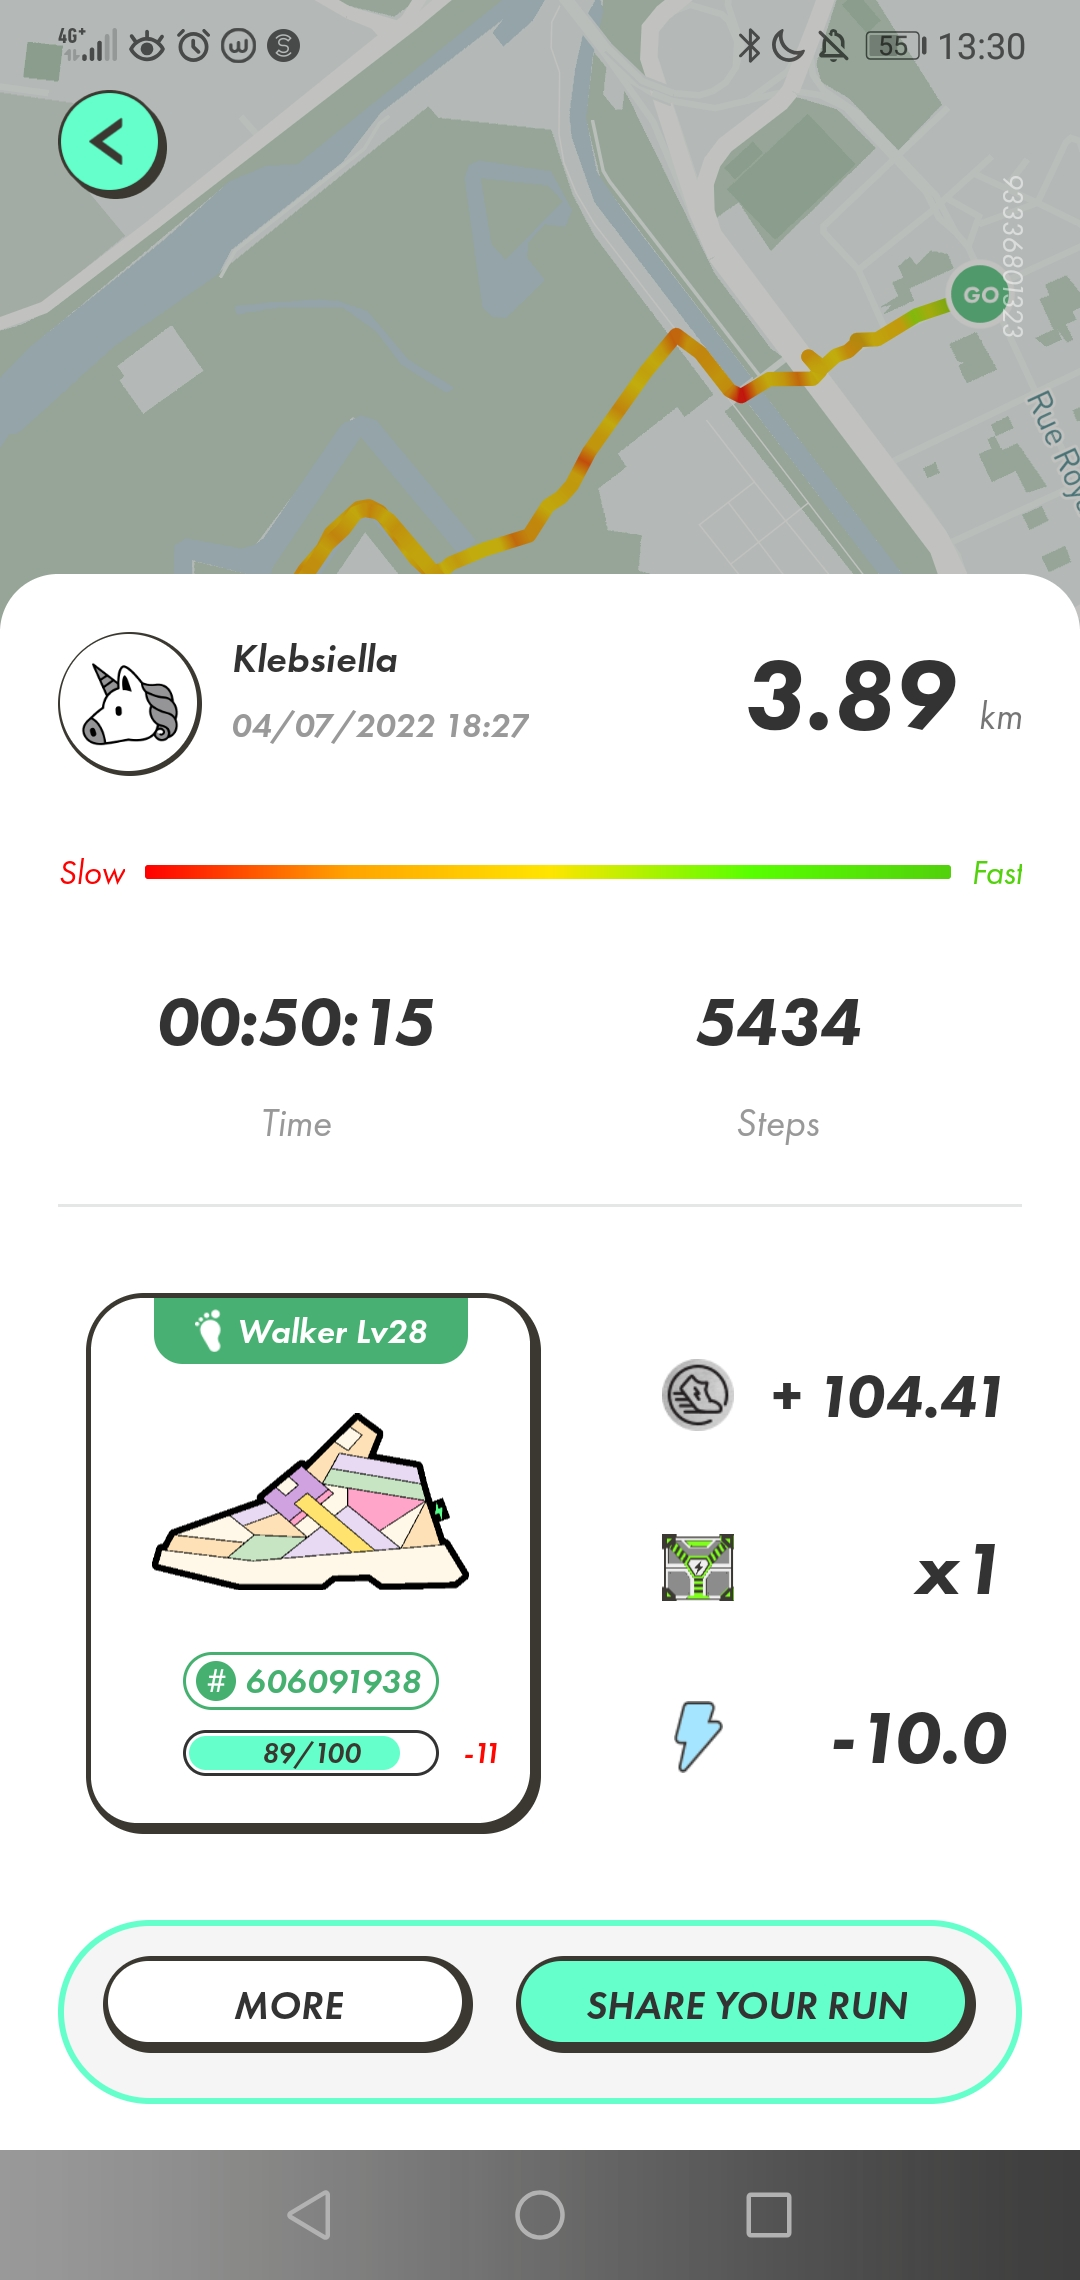 4G+
55 13:30
93336801323
GO
Rue Roya
Klebsiella
04/07/2022 18:27
3.89 km
Slow
Fast
00:50:15
5434
Time
Steps
Walker Lv28
# 606091938
89/100 -11
+ 104.41
x1
-10.0
MORE
SHARE YOUR RUN